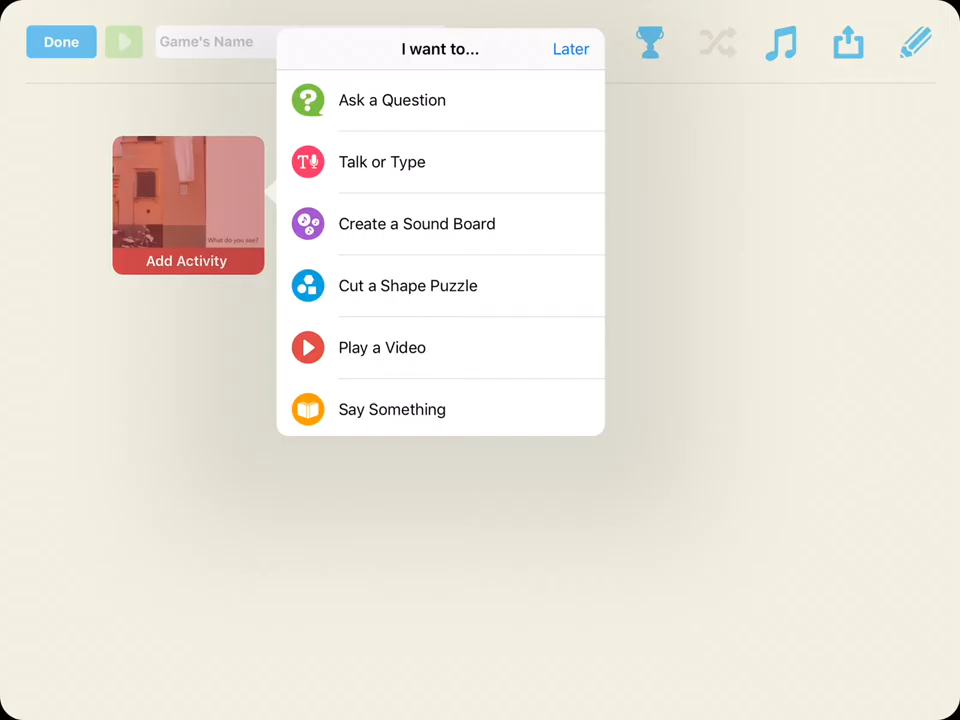 Done
Game's Name
I want to...
Later
Ask a Question
Talk or Type
Create a Sound Board
Cut a Shape Puzzle
Play a Video
Say Something
What do you see?
Add Activity